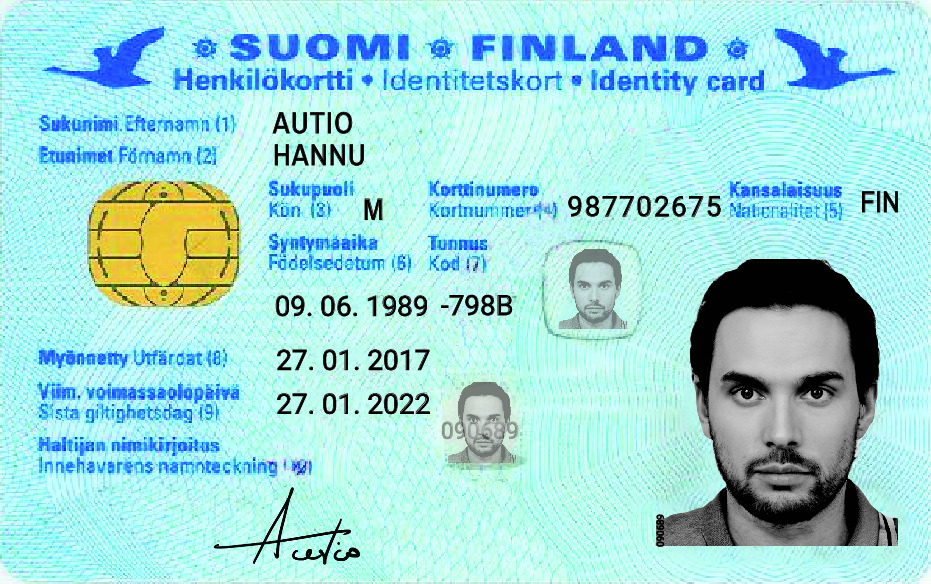 SUOMI FINLAND
Henkilökortti • Identitetskort • Identity card
Sukunimi Efternamn (1) AUTIO
Etunimet Förnamn (2) HANNU
Sukupuoli Korttinumero Kansalaisuus
Kön (3) M Kortnummer (4) 987702675 Nationalitet (5) FIN
Syntymäaika Tunnus
Födelsedatum (6) Kod (7)
09. 06. 1989 -798B
Myönnetty Utfärdat (8) 27. 01. 2017
Viim. voimassaolopäivä
Sista giltighetsdag (9) 27. 01. 2022
090689
Haltijan nimikirjoitus
Innehavarens namnteckning (10)
Autio
090689